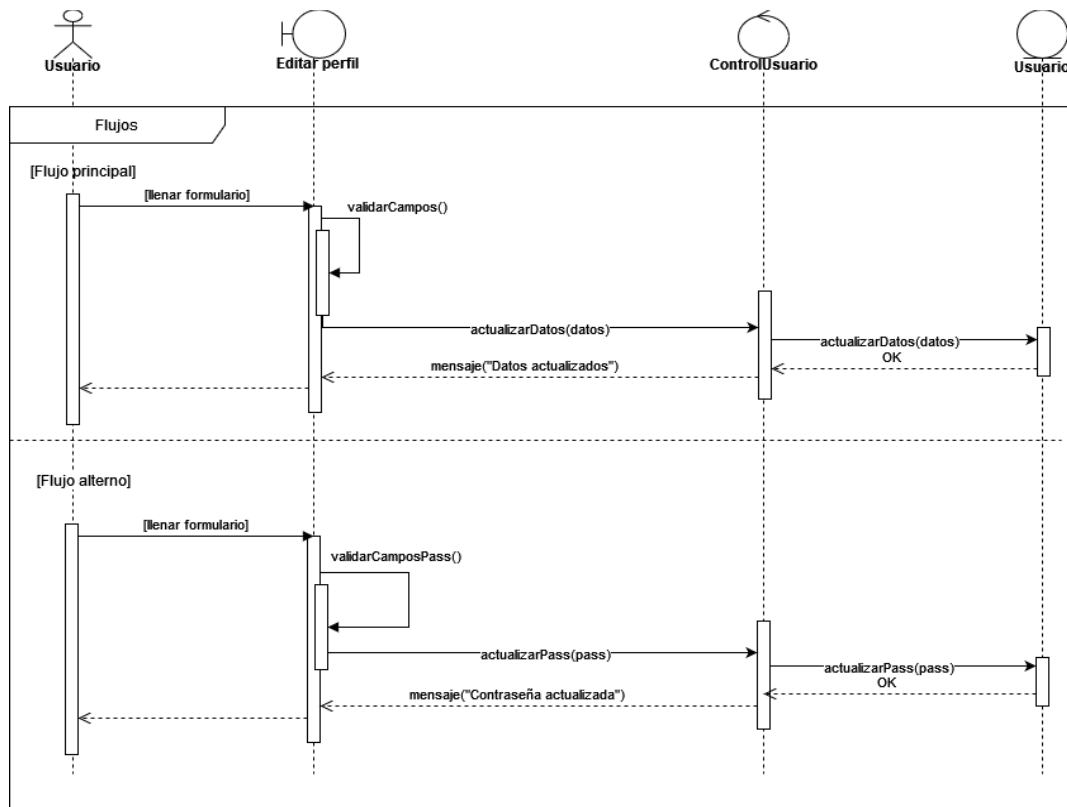 Usuario
Editar perfil
ControlUsuario
Usuario
Flujos
[Flujo principal]
[llenar formulario]
validarCampos()
actualizarDatos(datos)
actualizarDatos(datos)
OK
mensaje("Datos actualizados")
[Flujo alterno]
[llenar formulario]
validarCamposPass()
actualizarPass(pass)
actualizarPass(pass)
OK
mensaje("Contraseña actualizada")